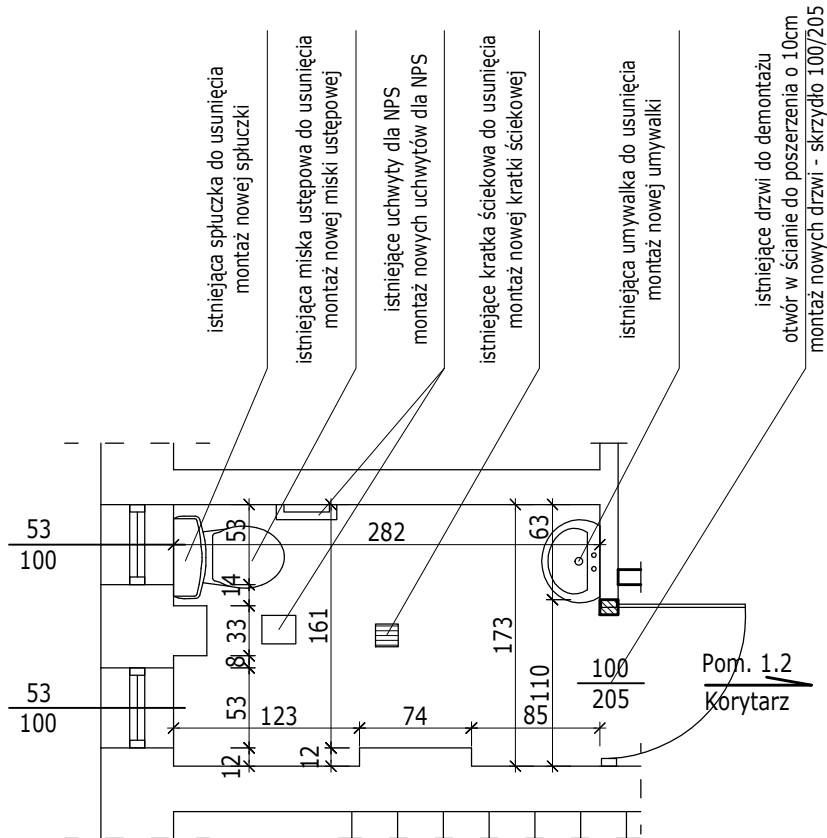 istniejąca spłuczka do usunięcia
montaż nowej spłuczki
istniejąca miska ustępowa do usunięcia
montaż nowej miski ustępowej
istniejące uchwyty dla NPS
montaż nowych uchwytów dla NPS
istniejące kratka ściekowa do usunięcia
montaż nowej kratki ściekowej
istniejąca umywalka do usunięcia
montaż nowej umywalki
istniejące drzwi do demontażu
otwór w ścianie do poszerzenia o 10cm
montaż nowych drzwi - skrzydło 100/205
53
100
53
282
63
14
33
161
173
8
110
100
205
Pom. 1.2
Korytarz
53
100
53
123
74
85
12
12